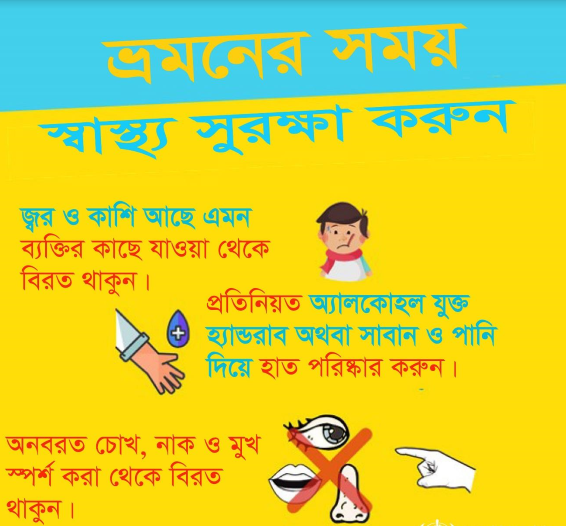 ভ্রমনের সময়
স্বাস্থ্য সুরক্ষা করুন
জ্বর ও কাশি আছে এমন
ব্যক্তির কাছে যাওয়া থেকে
বিরত থাকুন।
প্রতিনিয়ত অ্যালকোহল যুক্ত
হ্যান্ডরাব অথবা সাবান ও পানি
দিয়ে হাত পরিষ্কার করুন।
অনবরত চোখ, নাক ও মুখ
স্পর্শ করা থেকে বিরত
থাকুন।